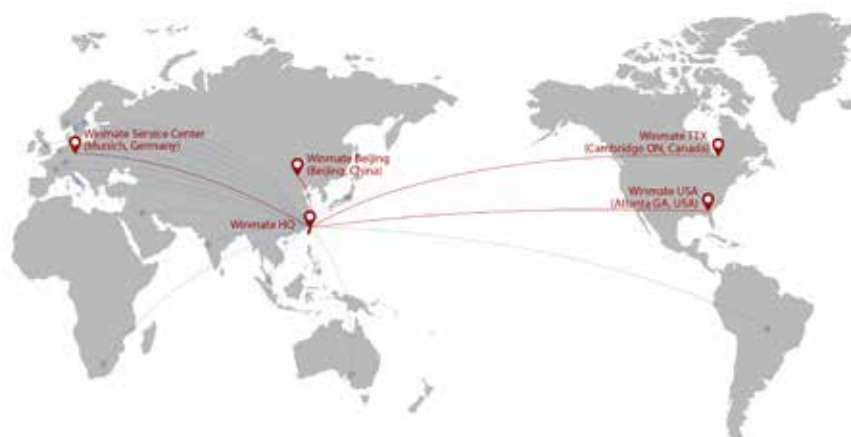 Winmate Service Center
(Munich, Germany)
Winmate Beijing
(Beijing, China)
Winmate HQ
Winmate
(Cambridge ON, Canada)
Winmate USA
(Atlanta GA, USA)